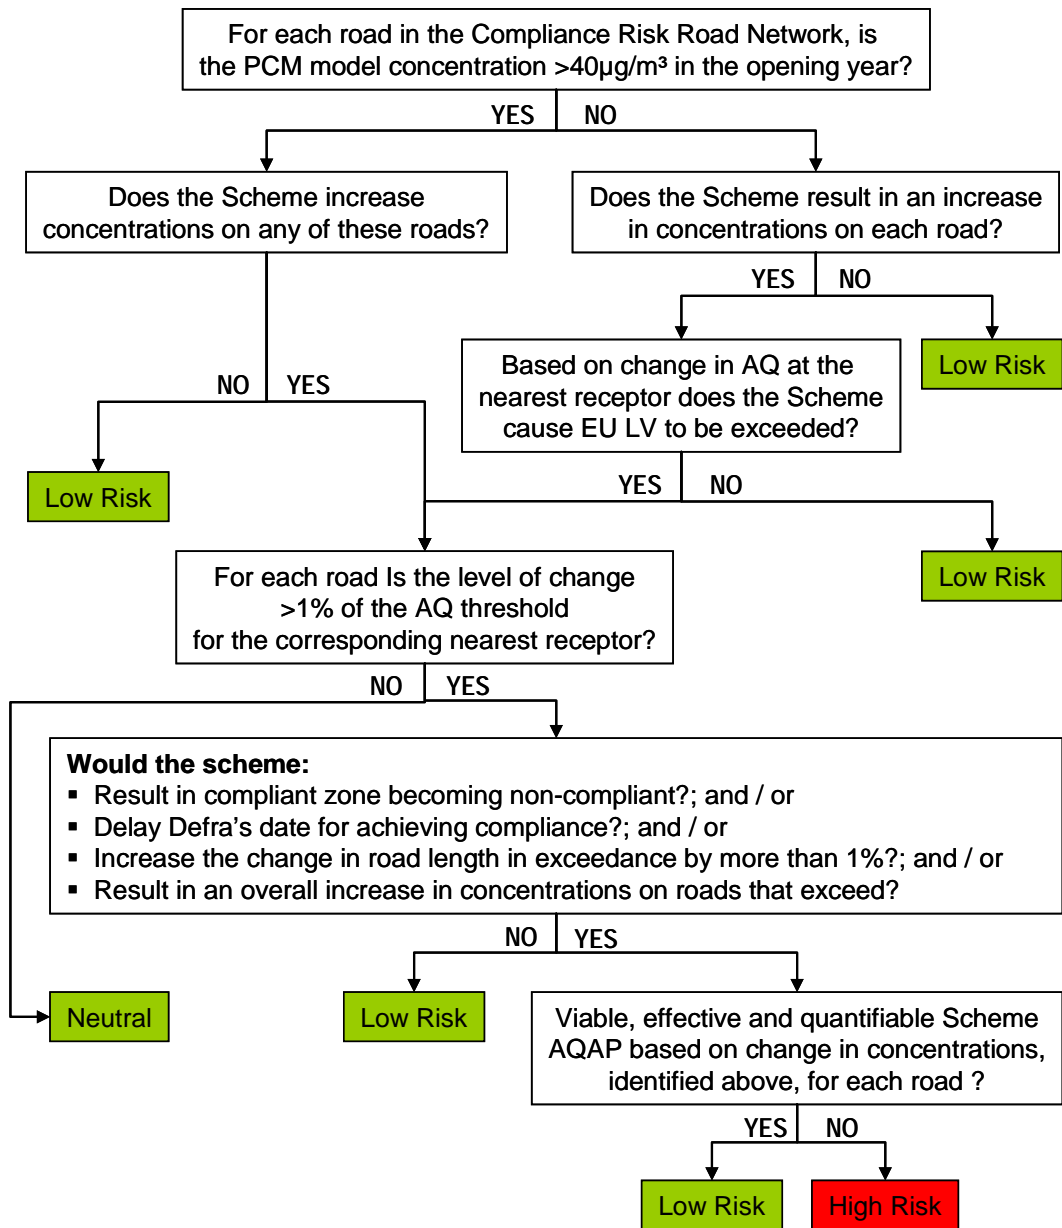 For each road in the Compliance Risk Road Network, is
the PCM model concentration >40µg/m³ in the opening year?
YES NO
Does the Scheme increase
concentrations on any of these roads?
Does the Scheme result in an increase
in concentrations on each road?
YES NO
Low Risk
Based on change in AQ at the
nearest receptor does the Scheme
cause EU LV to be exceeded?
NO YES
Low Risk
YES NO
Low Risk
For each road Is the level of change
>1% of the AQ threshold
for the corresponding nearest receptor?
NO YES
Would the scheme:
▪ Result in compliant zone becoming non-compliant?; and / or
▪ Delay Defra's date for achieving compliance?; and / or
▪ Increase the change in road length in exceedance by more than 1%?; and / or
▪ Result in an overall increase in concentrations on roads that exceed?
NO YES
Neutral
Low Risk
Viable, effective and quantifiable Scheme
AQAP based on change in concentrations,
identified above, for each road ?
YES NO
Low Risk
High Risk